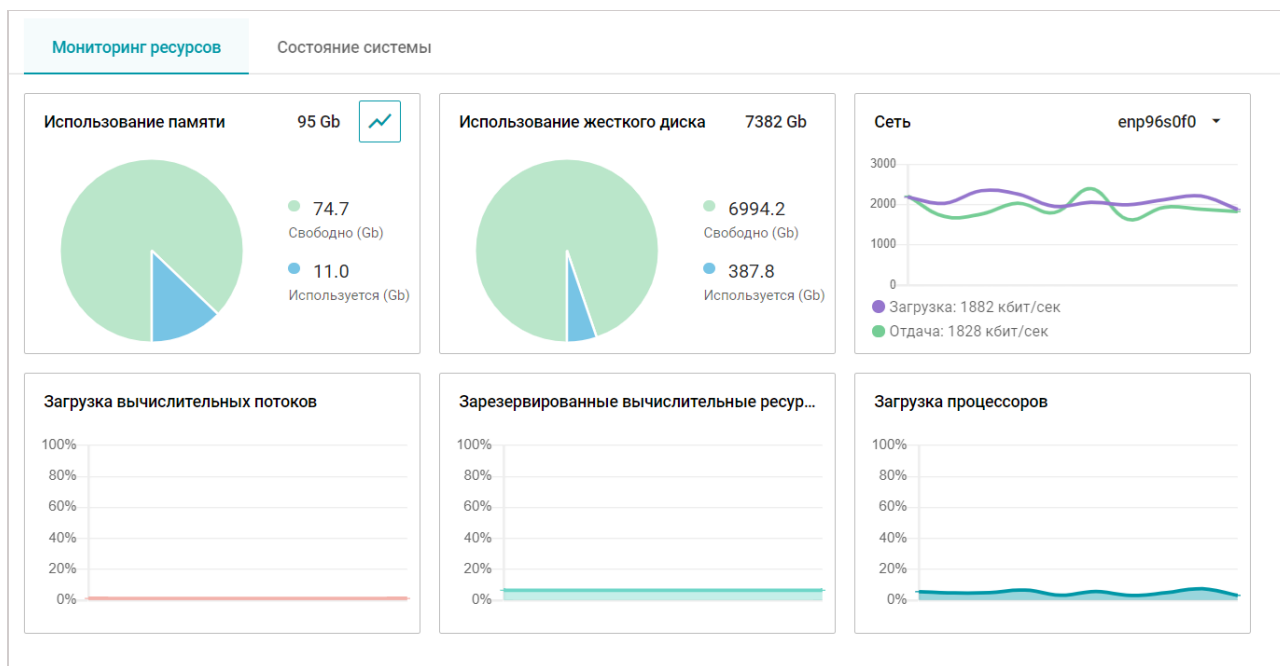 Мониторинг ресурсов
Состояние системы
Использование памяти
95 Gb
74.7
Свободно (Gb)
11.0
Используется (Gb)
Использование жесткого диска
7382 Gb
6994.2
Свободно (Gb)
387.8
Используется (Gb)
Сеть
enp96s0f0
3000
2000
1000
0
Загрузка: 1882 кбит/сек
Отдача: 1828 кбит/сек
Загрузка вычислительных потоков
100%
80%
60%
40%
20%
0%
Зарезервированные вычислительные ресур...
100%
80%
60%
40%
20%
0%
Загрузка процессоров
100%
80%
60%
40%
20%
0%